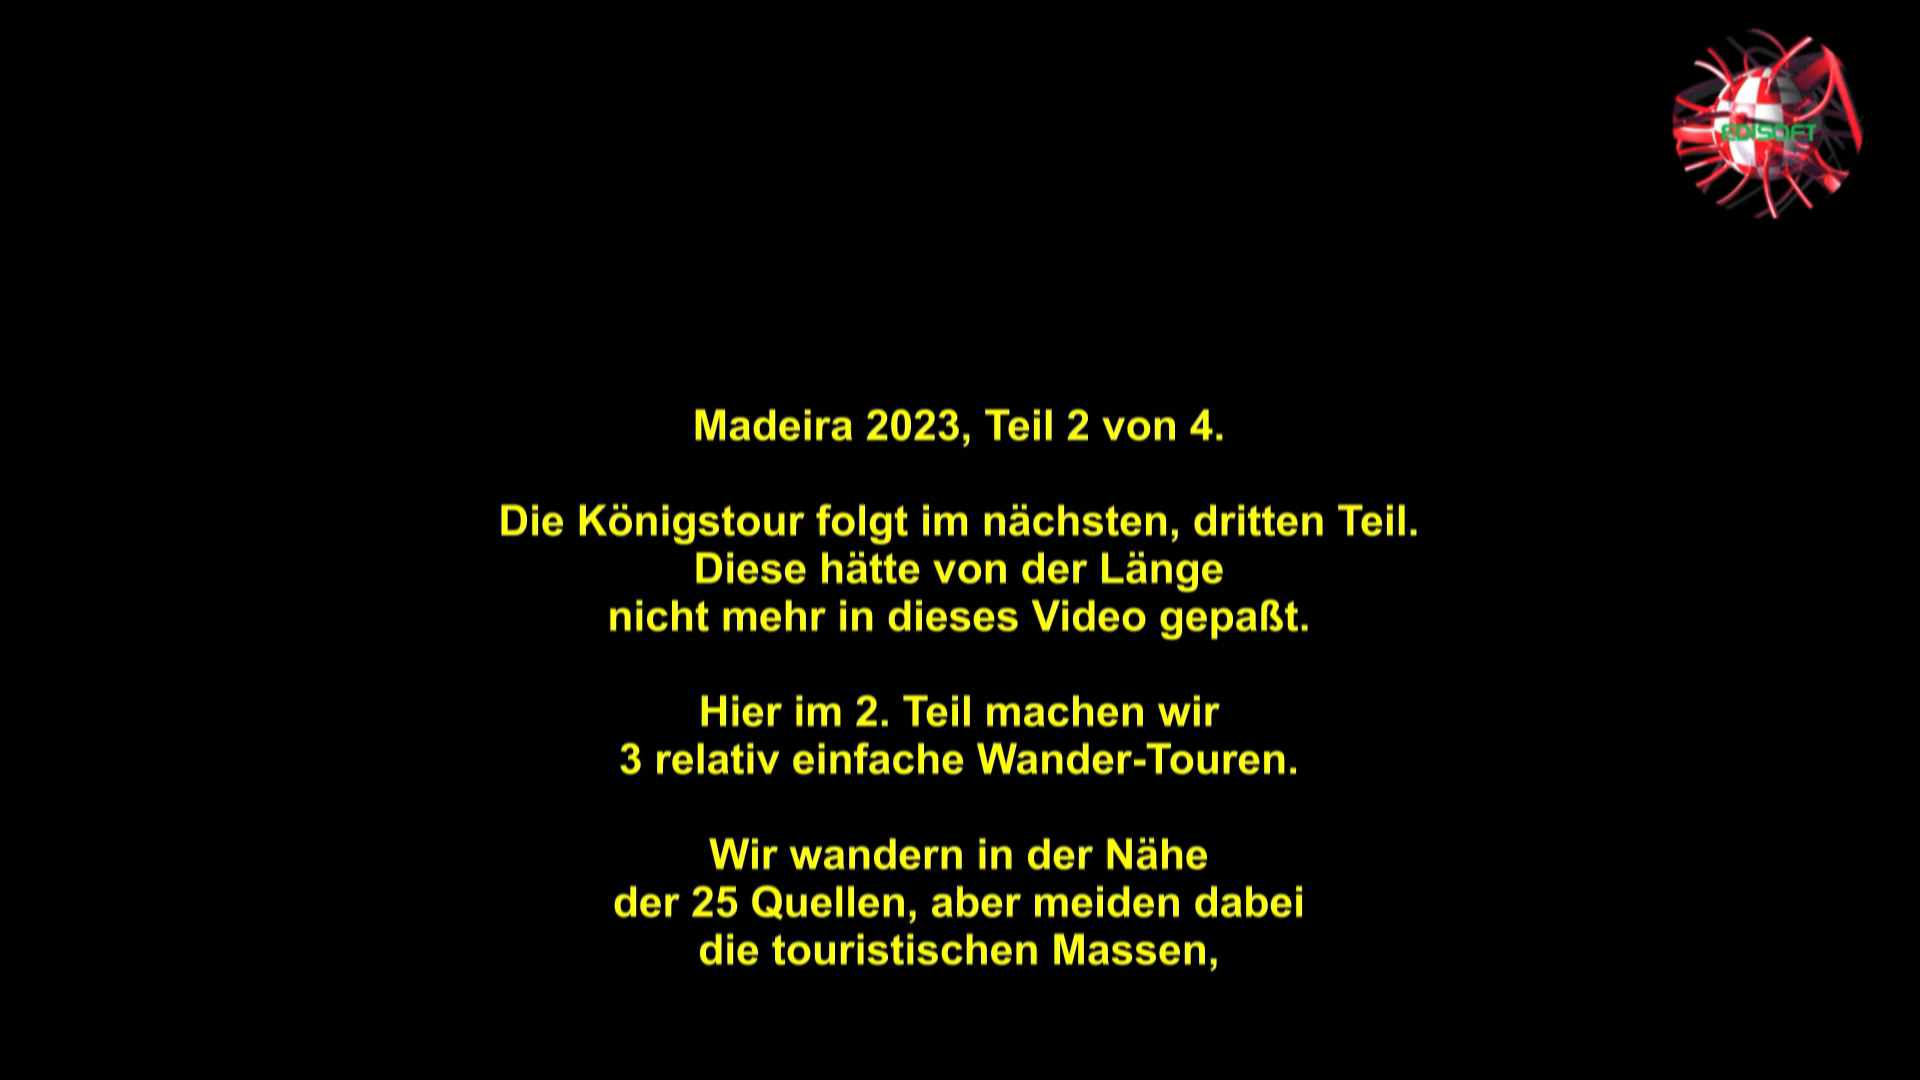 EDISOFT
Madeira 2023, Teil 2 von 4.
Die Königstour folgt im nächsten, dritten Teil.
Diese hätte von der Länge
nicht mehr in dieses Video gepaßt.
Hier im 2. Teil machen wir
3 relativ einfache Wander-Touren.
Wir wandern in der Nähe
der 25 Quellen, aber meiden dabei
die touristischen Massen,